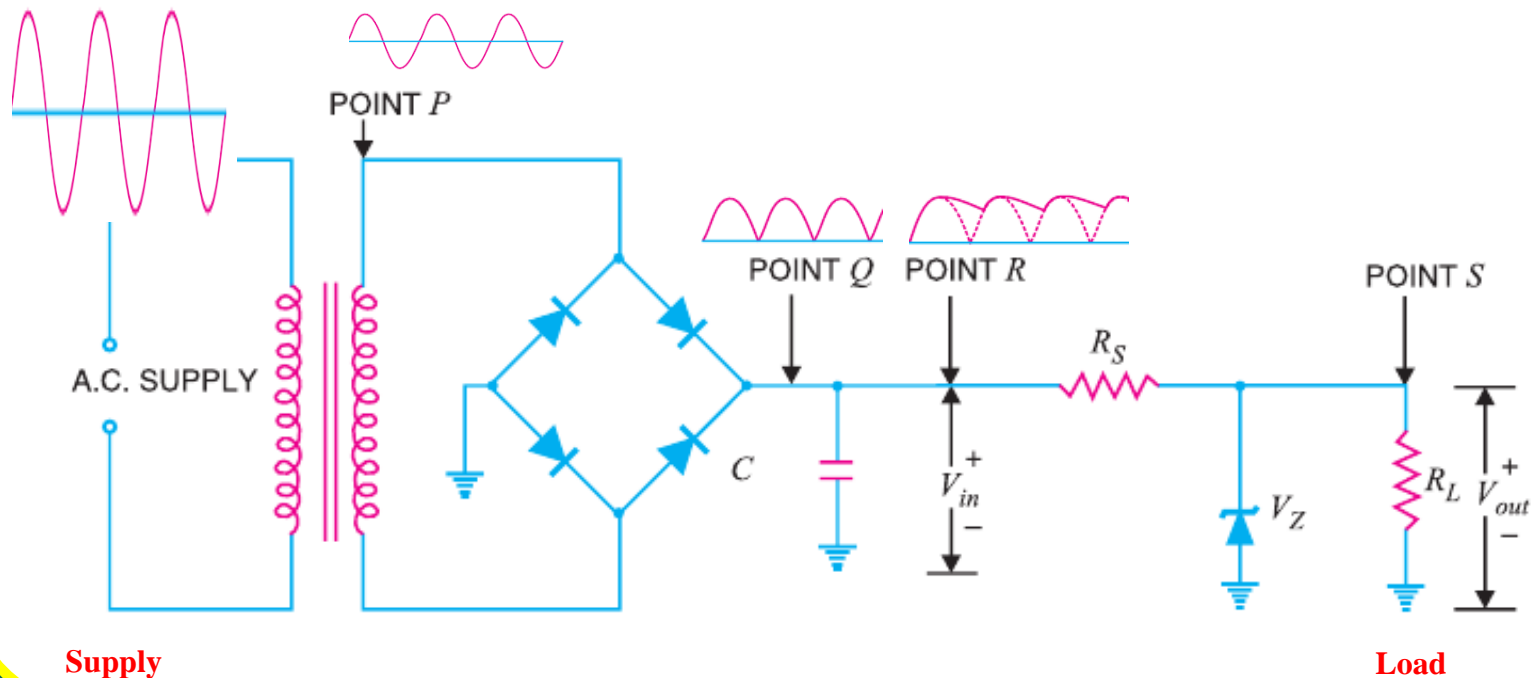 POINT P
POINT Q
POINT R
POINT S
A.C. SUPPLY
R_S
C
+
V_in
−
V_Z
R_L
+
V_out
−
Supply
Load